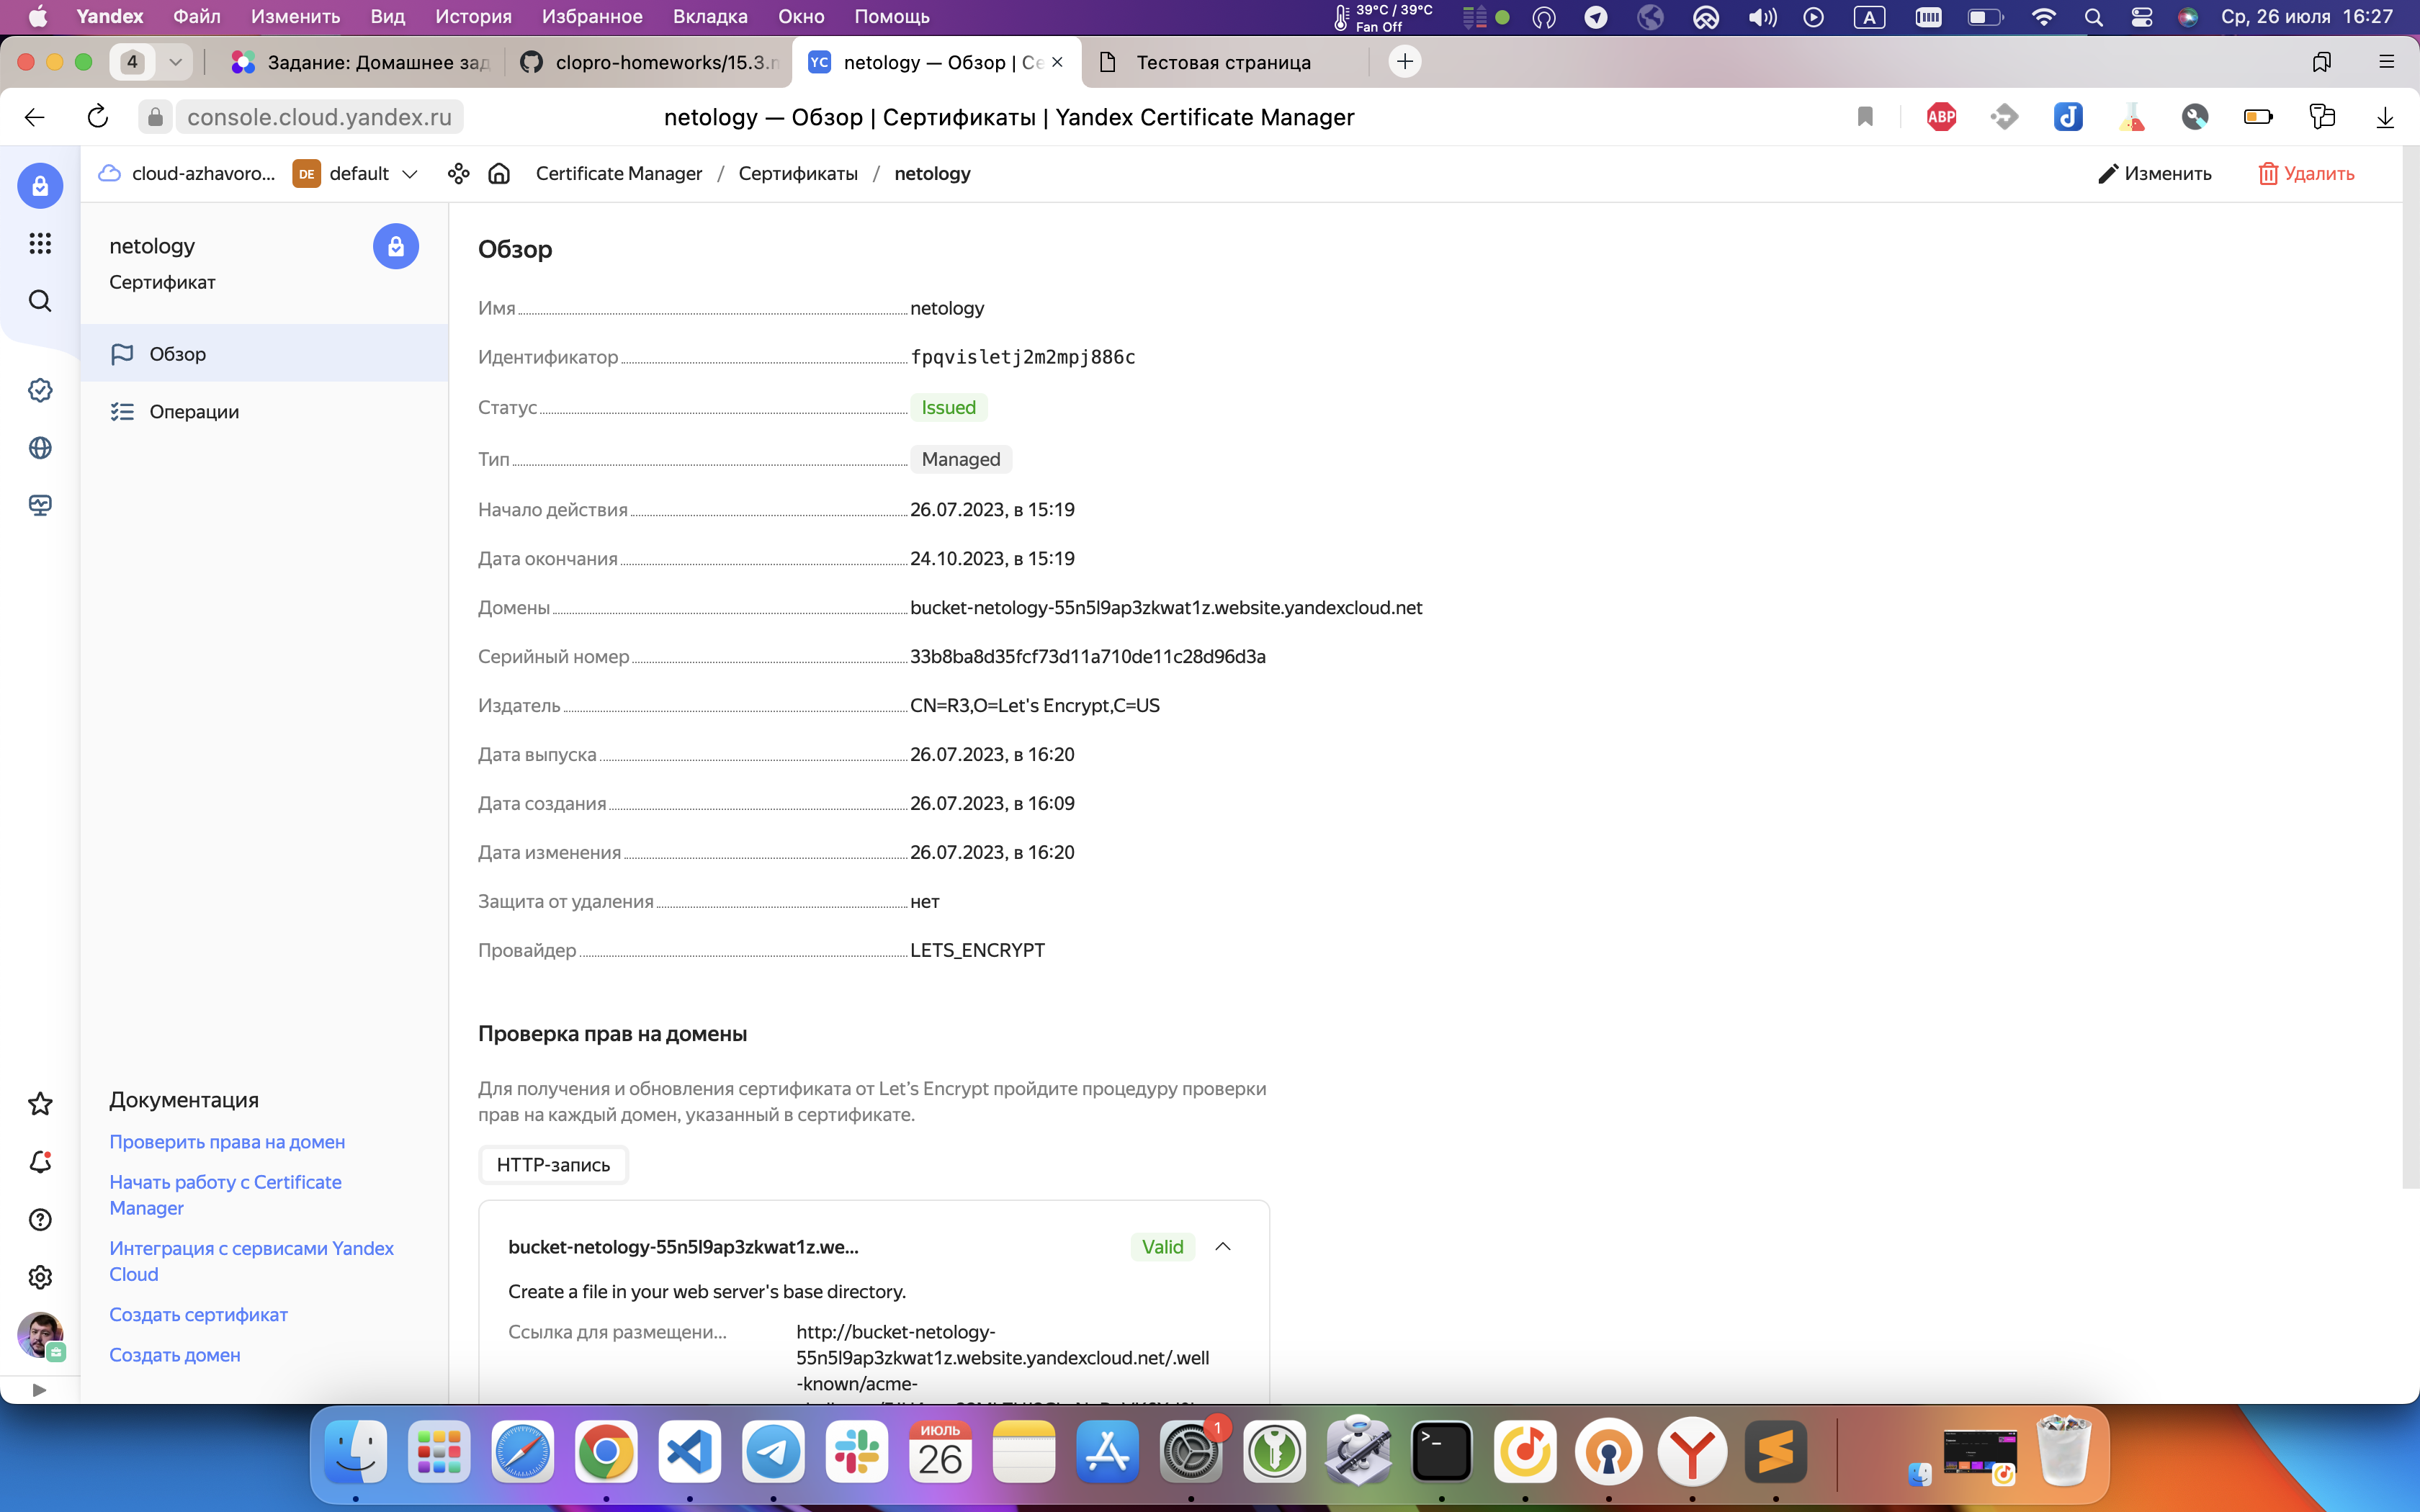 Yandex Файл Изменить Вид История Избранное Вкладка Окно Помощь 39°C / 39°C Fan Off A Ср, 26 июля 16:27
4 Задание: Домашнее зад clopro-homeworks/15.3.m YC netology — Обзор | Се Тестовая страница
console.cloud.yandex.ru netology — Обзор | Сертификаты | Yandex Certificate Manager ABP
cloud-azhavoro... DE default Certificate Manager / Сертификаты / netology Изменить Удалить
netology
Сертификат
Обзор
Операции
Документация
Проверить права на домен
Начать работу с Certificate
Manager
Интеграция с сервисами Yandex
Cloud
Создать сертификат
Создать домен
Обзор
Имя netology
Идентификатор fpqvisletj2m2mpj886c
Статус Issued
Тип Managed
Начало действия 26.07.2023, в 15:19
Дата окончания 24.10.2023, в 15:19
Домены bucket-netology-55n5l9ap3zkwat1z.website.yandexcloud.net
Серийный номер 33b8ba8d35fcf73d11a710de11c28d96d3a
Издатель CN=R3,O=Let's Encrypt,C=US
Дата выпуска 26.07.2023, в 16:20
Дата создания 26.07.2023, в 16:09
Дата изменения 26.07.2023, в 16:20
Защита от удаления нет
Провайдер LETS_ENCRYPT
Проверка прав на домены
Для получения и обновления сертификата от Let's Encrypt пройдите процедуру проверки
прав на каждый домен, указанный в сертификате.
HTTP-запись
bucket-netology-55n5l9ap3zkwat1z.we... Valid
Create a file in your web server's base directory.
Ссылка для размещени... http://bucket-netology-
55n5l9ap3zkwat1z.website.yandexcloud.net/.well
-known/acme-
ИЮЛЬ
26
1